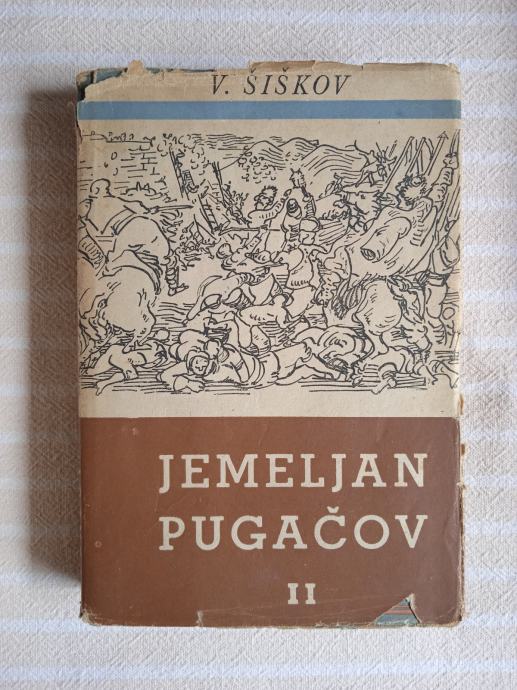 V. ŠIŠKOV
JEMELJAN
PUGAČOV
II